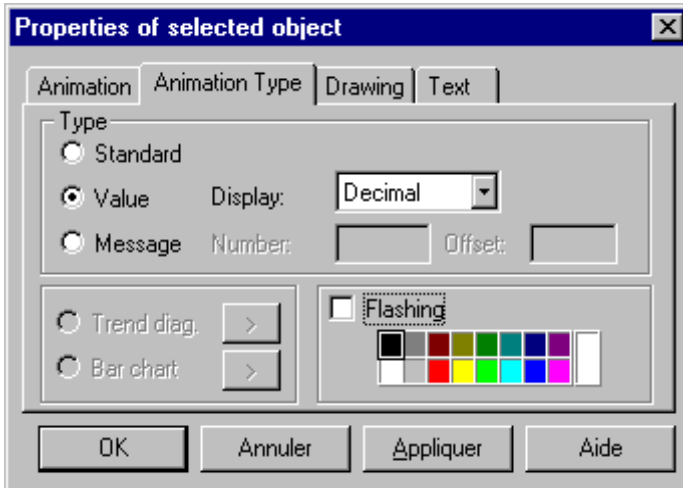 Properties of selected object
Animation Animation Type Drawing Text
Type
Standard
Value Display: Decimal
Message Number: Offset:
Trend diag. >
Bar chart >
Flashing
OK Annuler Appliquer Aide